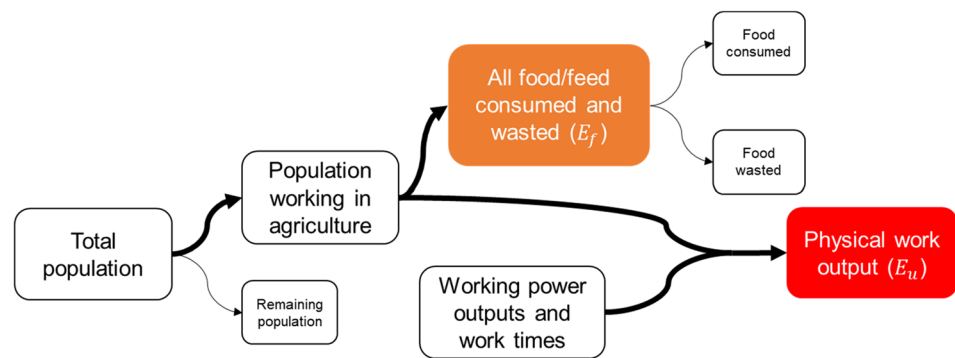 Total
population
Remaining
population
Population
working in
agriculture
All food/feed
consumed and
wasted (E_f)
Food
consumed
Food
wasted
Working power
outputs and
work times
Physical work
output (E_u)